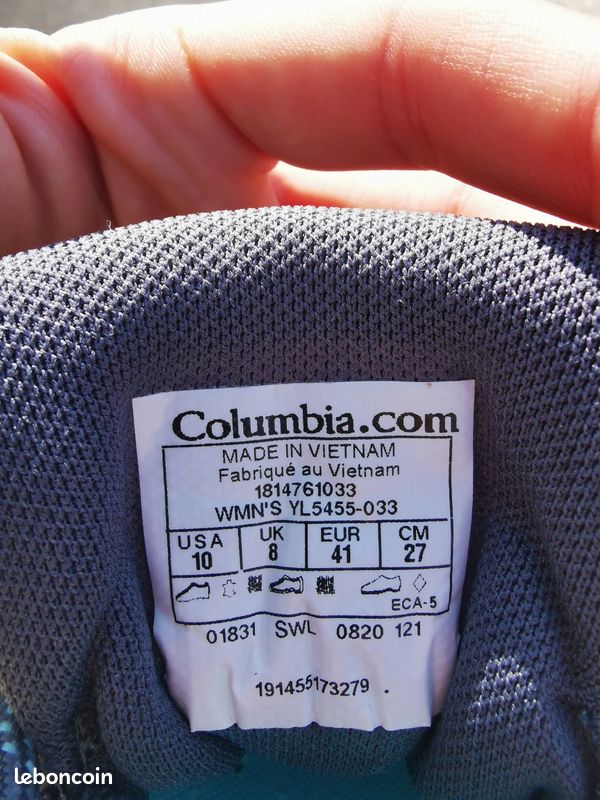 Columbia.com
MADE IN VIETNAM
Fabriqué au Vietnam
1814761033
WMN'S YL5455-033
USA UK EUR CM
10 8 41 27
ECA-5
01831 SWL 0820 121
191455173279 .
leboncoin